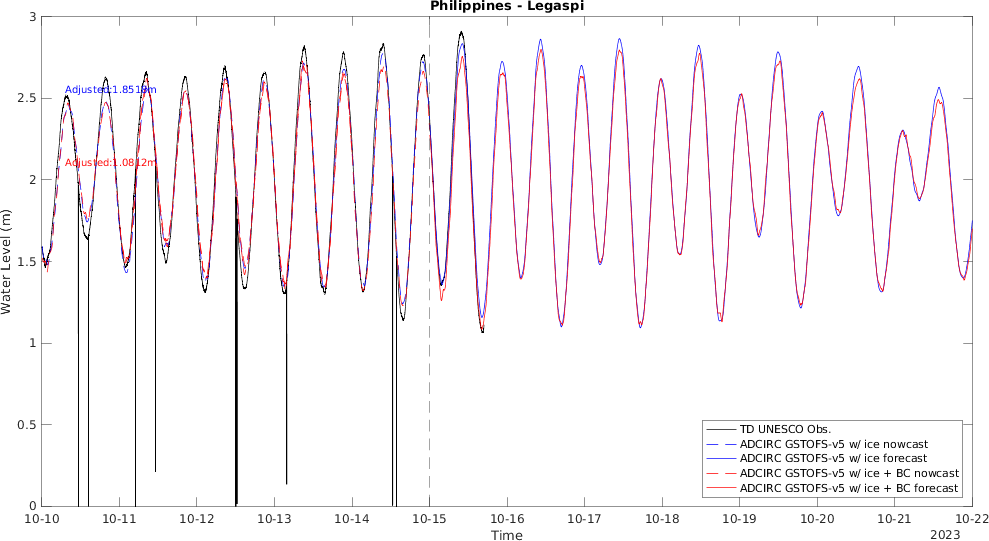 Philippines - Legaspi
3
2.5
2
1.5
1
0.5
0
Water Level (m)
Adjusted:1.8519m
Adjusted:1.0812m
TD UNESCO Obs.
ADCIRC GSTOFS-v5 w/ ice nowcast
ADCIRC GSTOFS-v5 w/ ice forecast
ADCIRC GSTOFS-v5 w/ ice + BC nowcast
ADCIRC GSTOFS-v5 w/ ice + BC forecast
10-10 10-11 10-12 10-13 10-14 10-15 10-16 10-17 10-18 10-19 10-20 10-21 10-22
Time
2023